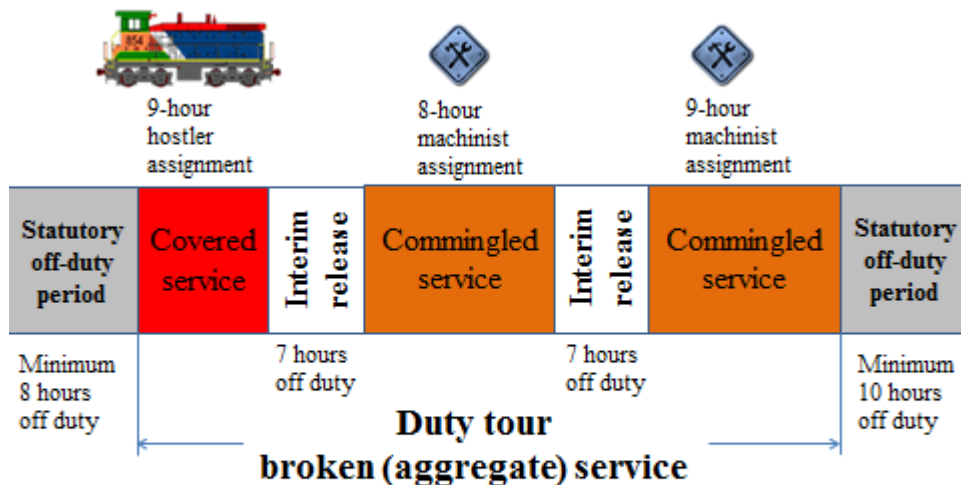 854
9-hour
hostler
assignment
8-hour
machinist
assignment
9-hour
machinist
assignment
Statutory
off-duty
period
Covered
service
Interim
release
Commingled
service
Interim
release
Commingled
service
Statutory
off-duty
period
Minimum
8 hours
off duty
7 hours
off duty
7 hours
off duty
Minimum
10 hours
off duty
Duty tour
broken (aggregate) service